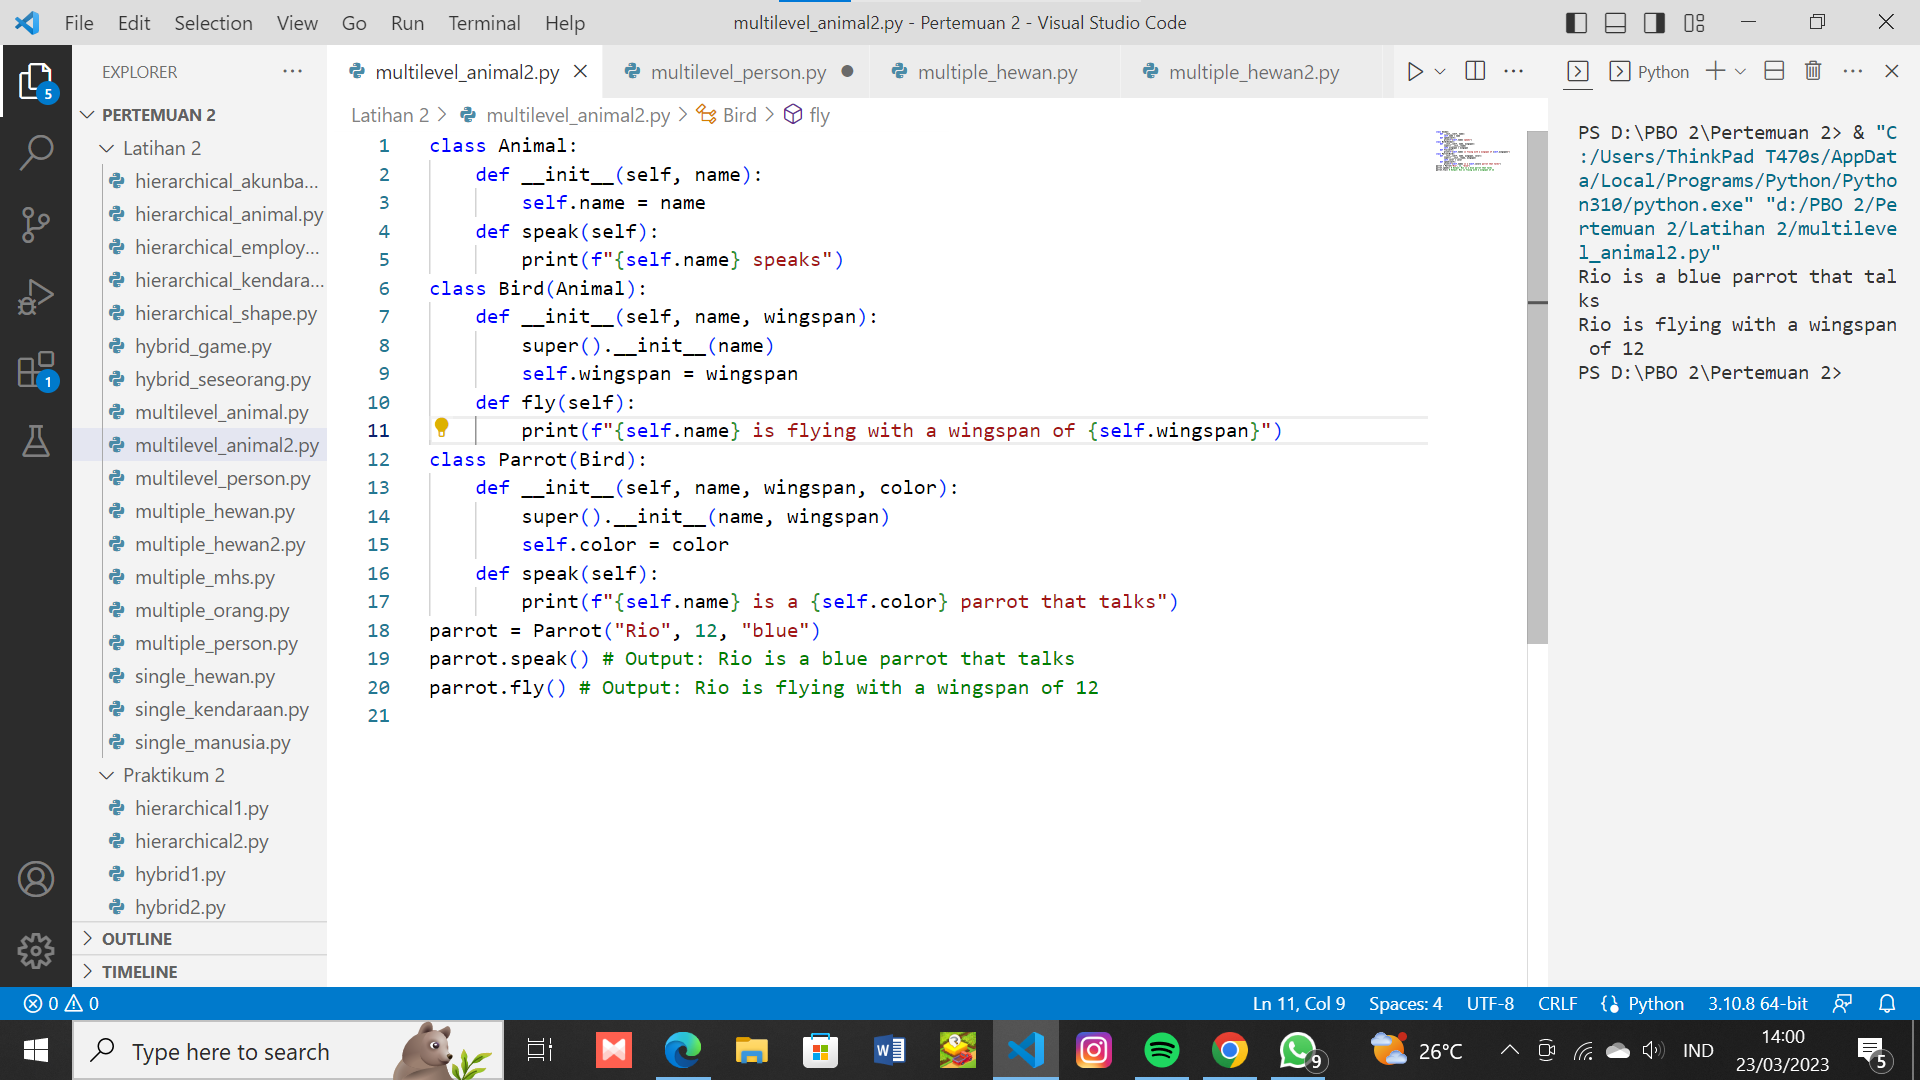 File Edit Selection View Go Run Terminal Help
multilevel_animal2.py - Pertemuan 2 - Visual Studio Code
EXPLORER
PERTEMUAN 2
Latihan 2
hierarchical_akunba...
hierarchical_animal.py
hierarchical_employ...
hierarchical_kendara...
hierarchical_shape.py
hybrid_game.py
hybrid_seseorang.py
multilevel_animal.py
multilevel_animal2.py
multilevel_person.py
multiple_hewan.py
multiple_hewan2.py
multiple_mhs.py
multiple_orang.py
multiple_person.py
single_hewan.py
single_kendaraan.py
single_manusia.py
Praktikum 2
hierarchical1.py
hierarchical2.py
hybrid1.py
hybrid2.py
OUTLINE
TIMELINE
5
1
multilevel_animal2.py multilevel_person.py multiple_hewan.py multiple_hewan2.py
Latihan 2 > multilevel_animal2.py > Bird > fly
1 class Animal:
2     def __init__(self, name):
3         self.name = name
4     def speak(self):
5         print(f"{self.name} speaks")
6 class Bird(Animal):
7     def __init__(self, name, wingspan):
8         super().__init__(name)
9         self.wingspan = wingspan
10     def fly(self):
11         print(f"{self.name} is flying with a wingspan of {self.wingspan}")
12 class Parrot(Bird):
13     def __init__(self, name, wingspan, color):
14         super().__init__(name, wingspan)
15         self.color = color
16     def speak(self):
17         print(f"{self.name} is a {self.color} parrot that talks")
18 parrot = Parrot("Rio", 12, "blue")
19 parrot.speak() # Output: Rio is a blue parrot that talks
20 parrot.fly() # Output: Rio is flying with a wingspan of 12
21
Python
PS D:\PBO 2\Pertemuan 2> & "C
:/Users/ThinkPad T470s/AppDat
a/Local/Programs/Python/Pytho
n310/python.exe" "d:/PBO 2/Pe
rtemuan 2/Latihan 2/multileve
l_animal2.py"
Rio is a blue parrot that tal
ks
Rio is flying with a wingspan
 of 12
PS D:\PBO 2\Pertemuan 2>
0 0
Ln 11, Col 9 Spaces: 4 UTF-8 CRLF Python 3.10.8 64-bit
Type here to search
9
26°C
IND
14:00
23/03/2023
5